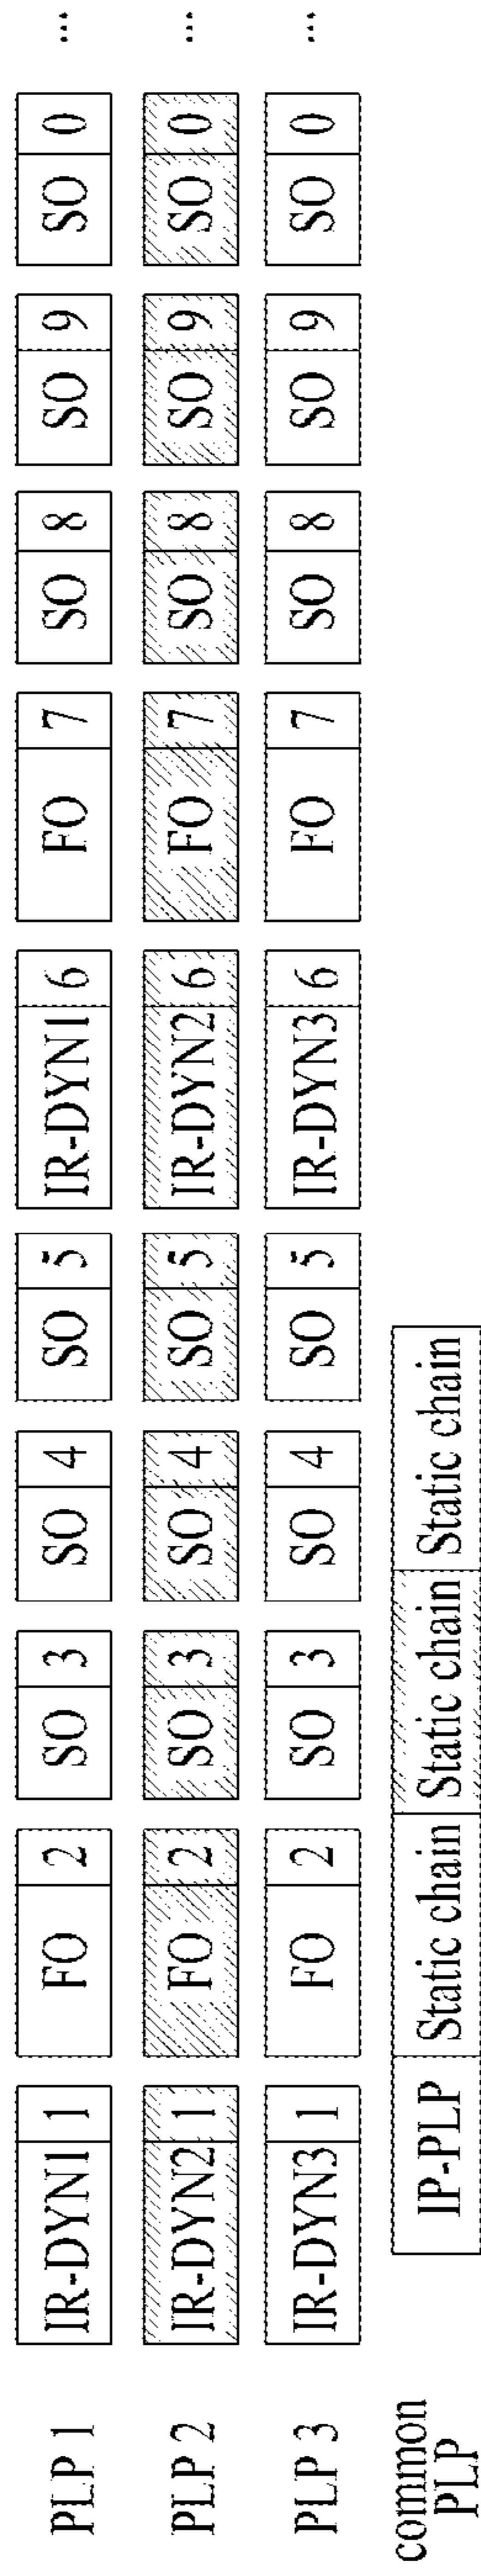 PLP 1 IR-DYN1 1 FO 2 SO 3 SO 4 SO 5 IR-DYN1 6 FO 7 SO 8 SO 9 SO 0 ...
PLP 2 IR-DYN2 1 FO 2 SO 3 SO 4 SO 5 IR-DYN2 6 FO 7 SO 8 SO 9 SO 0 ...
PLP 3 IR-DYN3 1 FO 2 SO 3 SO 4 SO 5 IR-DYN3 6 FO 7 SO 8 SO 9 SO 0 ...
common
PLP IP-PLP Static chain Static chain Static chain